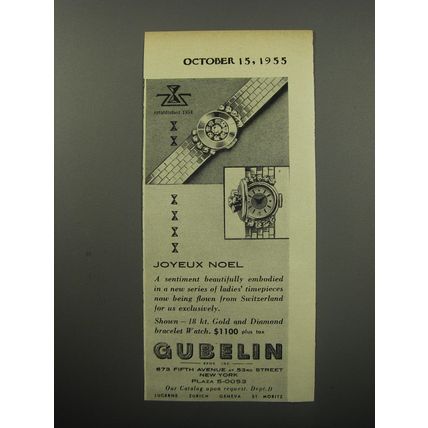 OCTOBER 15, 1955
established 1854
JOYEUX NOEL
A sentiment beautifully embodied
in a new series of ladies' timepieces
now being flown from Switzerland
for us exclusively.
Shown — 18 kt. Gold and Diamond
bracelet Watch. $1100 plus tax
GUBELIN
673 FIFTH AVENUE AT 53RD STREET
NEW YORK
PLAZA 5-0053
Our Catalog upon request. Dept. D
LUCERNE ZURICH GENEVA ST MORITZ